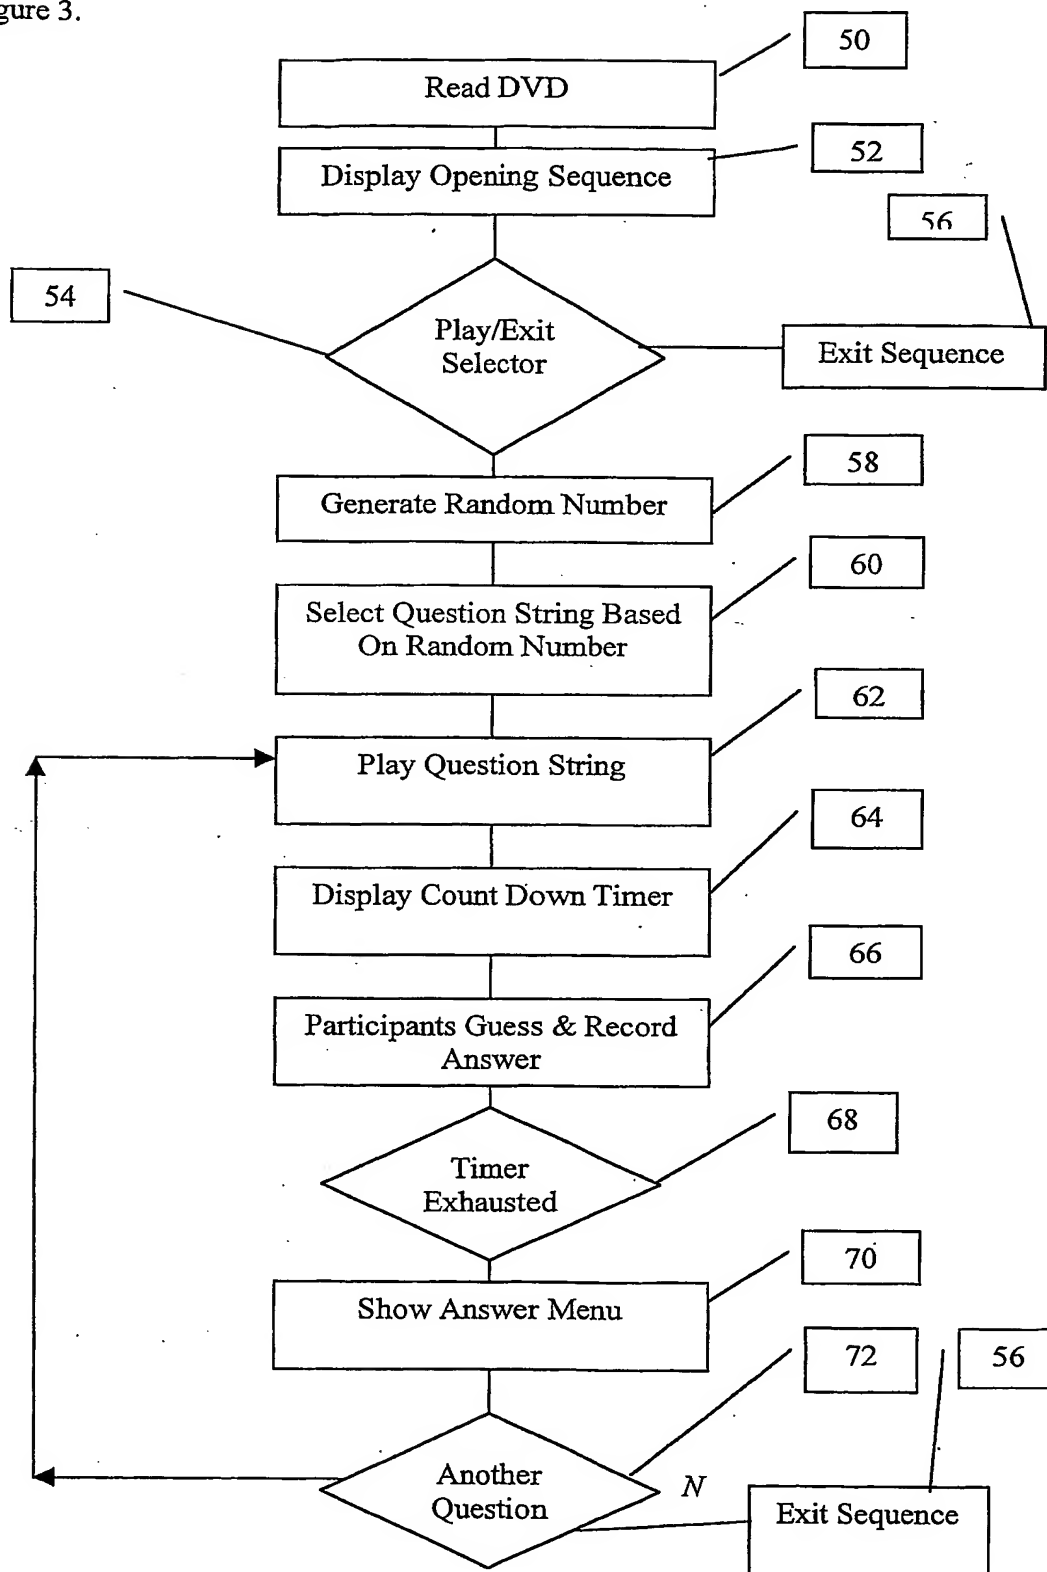 gure 3.
50
Read DVD
52
Display Opening Sequence
56
54
Play/Exit
Selector
Exit Sequence
58
Generate Random Number
60
Select Question String Based
On Random Number
62
Play Question String
64
Display Count Down Timer
66
Participants Guess & Record
Answer
68
Timer
Exhausted
70
Show Answer Menu
72
56
Another
Question
N
Exit Sequence